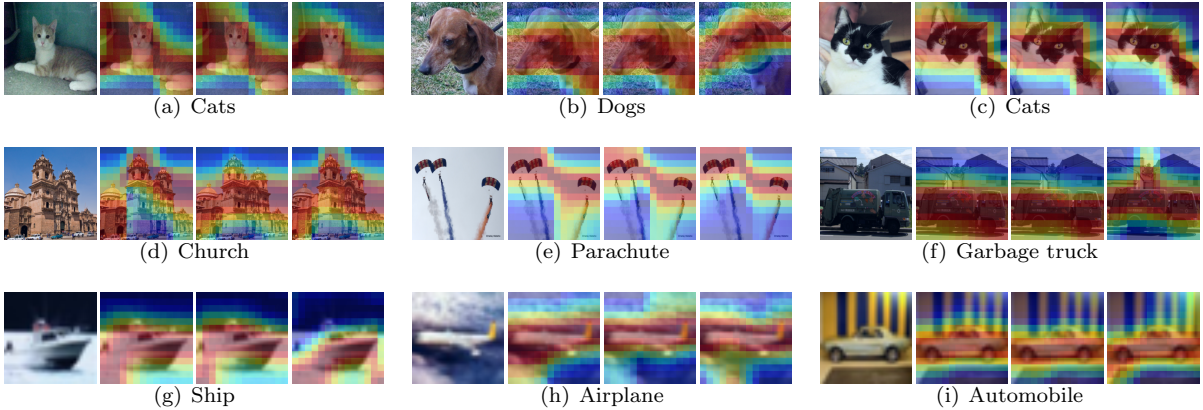 (a) Cats
(b) Dogs
(c) Cats
(d) Church
(e) Parachute
(f) Garbage truck
(g) Ship
(h) Airplane
(i) Automobile